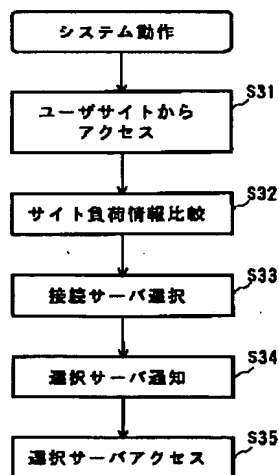 システム動作
S31
ユーザサイトから
アクセス
S32
サイト負荷情報比較
S33
接続サーバ選択
S34
選択サーバ通知
S35
選択サーバアクセス